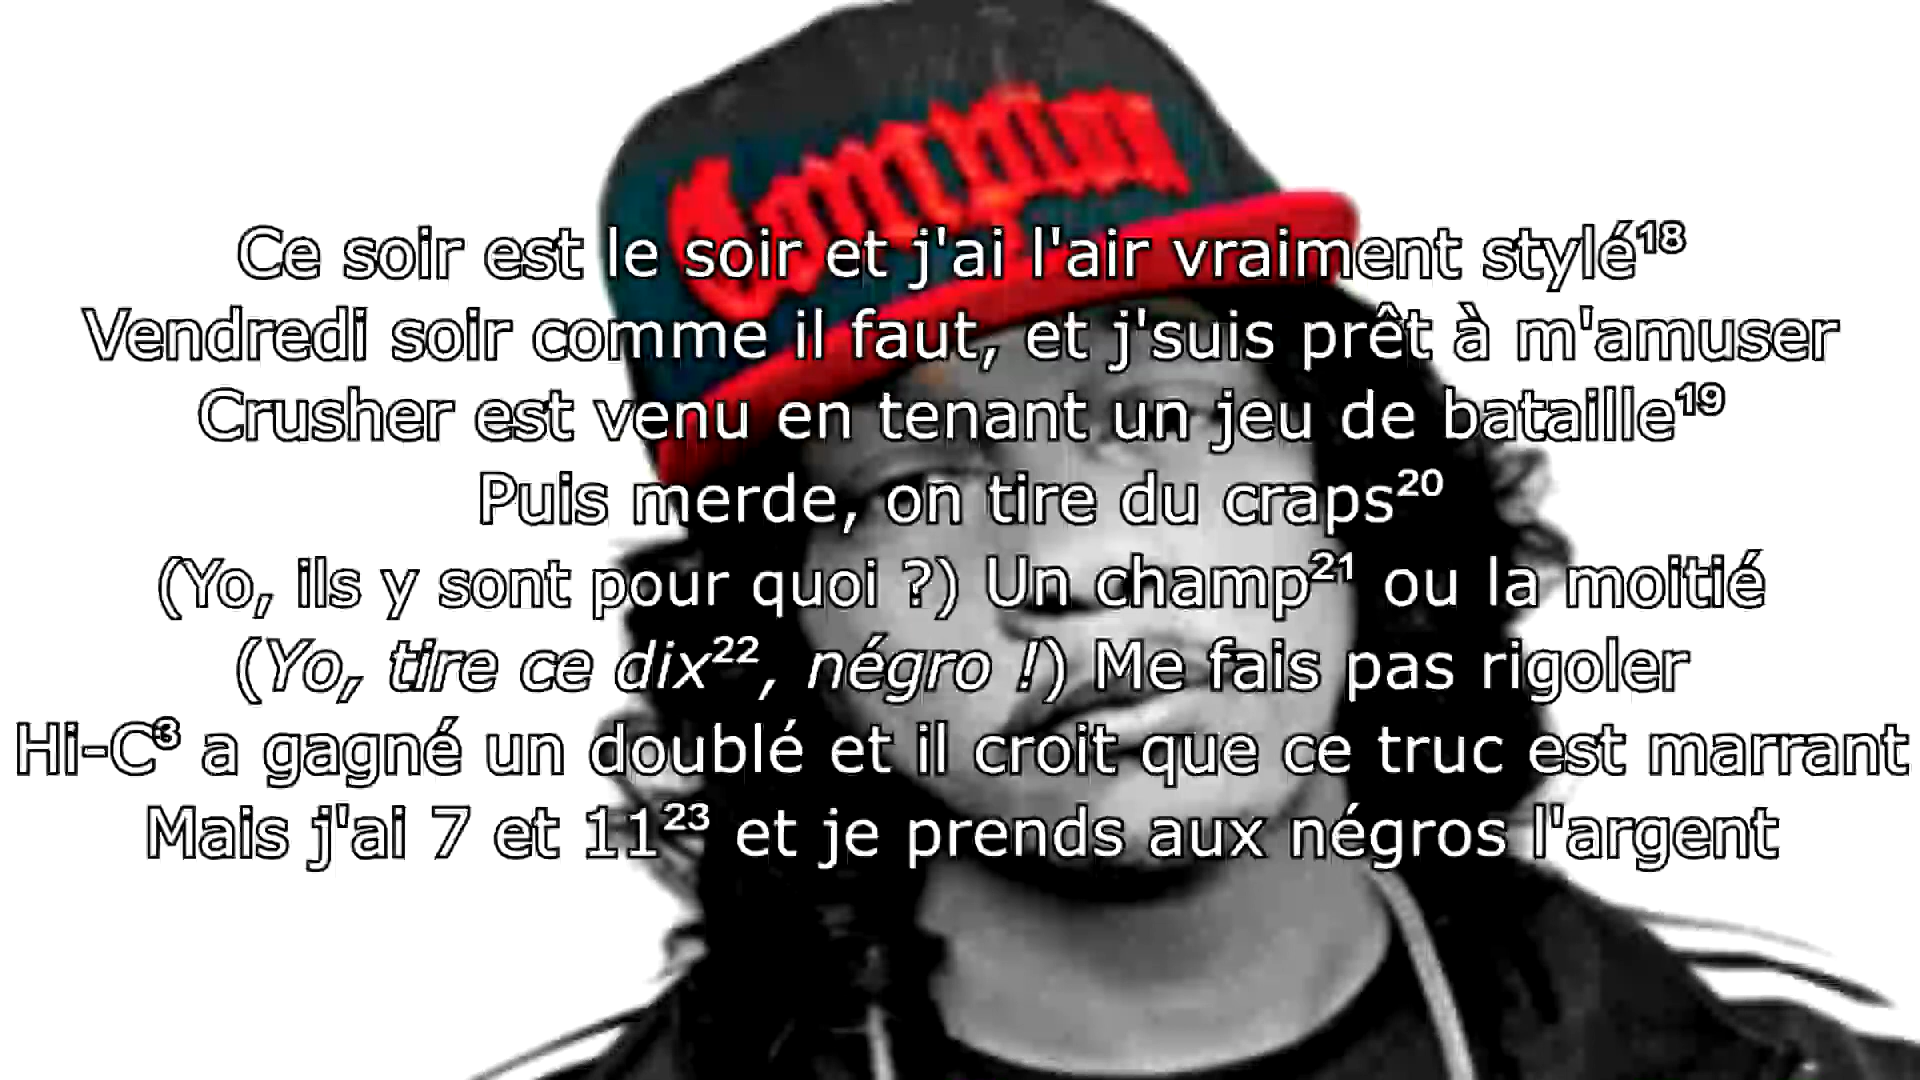 Compton
Ce soir est le soir et j'ai l'air vraiment stylé¹⁸
Vendredi soir comme il faut, et j'suis prêt à m'amuser
Crusher est venu en tenant un jeu de bataille¹⁹
Puis merde, on tire du craps²⁰
(Yo, ils y sont pour quoi ?) Un champ²¹ ou la moitié
(Yo, tire ce dix²², négro !) Me fais pas rigoler
Hi-C³ a gagné un doublé et il croit que ce truc est marrant
Mais j'ai 7 et 11²³ et je prends aux négros l'argent